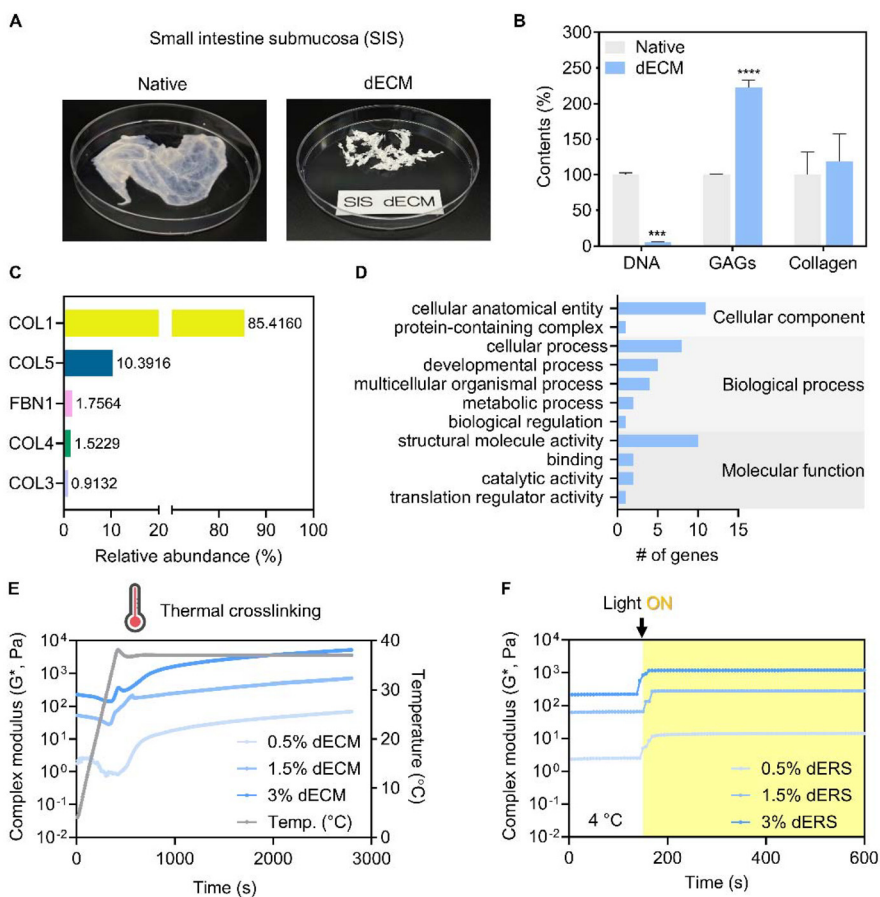 A
Small intestine submucosa (SIS)
Native
dECM
SIS dECM
B
Native
dECM
Contents (%)
300
250
200
150
100
50
0
***
****
DNA
GAGs
Collagen
C
COL1
COL5
FBN1
COL4
COL3
85.4160
10.3916
1.7564
1.5229
0.9132
0
10
20
60
80
100
Relative abundance (%)
D
cellular anatomical entity
protein-containing complex
cellular process
developmental process
multicellular organismal process
metabolic process
biological regulation
structural molecule activity
binding
catalytic activity
translation regulator activity
Cellular component
Biological process
Molecular function
0
5
10
15
# of genes
E
Thermal crosslinking
Complex modulus (G*, Pa)
10⁴
10³
10²
10¹
10⁰
10⁻¹
10⁻²
0.5% dECM
1.5% dECM
3% dECM
Temp. (°C)
40
30
20
10
0
Temperature (°C)
0
1000
2000
3000
Time (s)
F
Light ON
Complex modulus (G*, Pa)
10⁴
10³
10²
10¹
10⁰
10⁻¹
10⁻²
4 °C
0.5% dERS
1.5% dERS
3% dERS
0
200
400
600
Time (s)